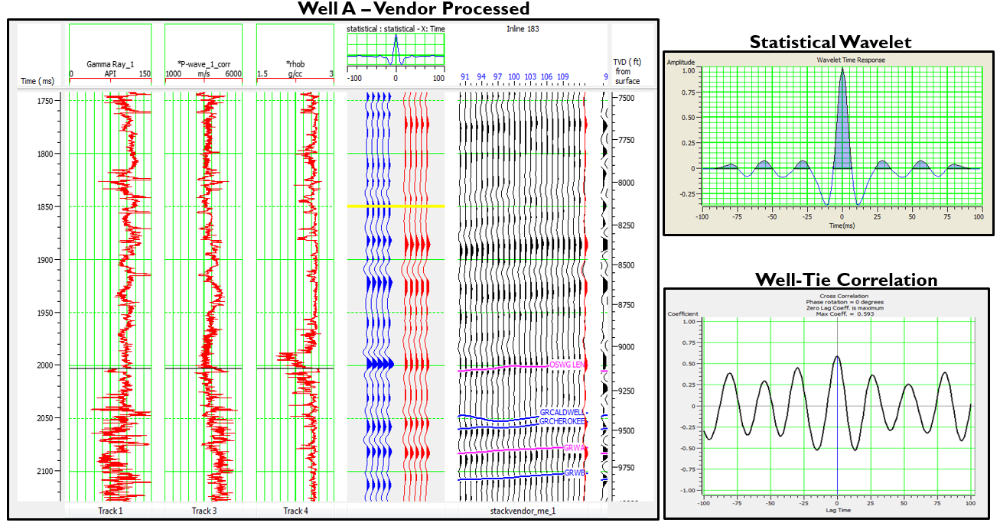 Well A – Vendor Processed
statistical : statistical - X: Time
Inline 183
Gamma Ray_1
*P-wave_1_corr
*rhob
TVD ( ft)
from
surface
Time ( ms)
0 API 150
1000 m/s 6000
1.5 g/cc 3
-100 0 100
91 94 97 100 103 106 109 9
1750
1800
1850
1900
1950
2000
2050
2100
7500
7750
8000
8250
8500
8750
9000
9250
9500
9750
OSWG LEN
GRCALDWELL
GRCHEROKEE
GRWA
GRWB
Track 1
Track 3
Track 4
stackvendor_me_1
Statistical Wavelet
Amplitude
Wavelet Time Response
1.00
0.75
0.50
0.25
0
-0.25
-100 -75 -50 -25 0 25 50 75 100
Time(ms)
Well-Tie Correlation
Cross Correlation
Phase rotation = 0 degrees
Zero Lag Coeff. is maximum
Max Coeff. = 0.593
Coefficient
1.00
0.75
0.50
0.25
0
-0.25
-0.50
-0.75
-1.00
-100 -75 -50 -25 0 25 50 75 100
Lag Time